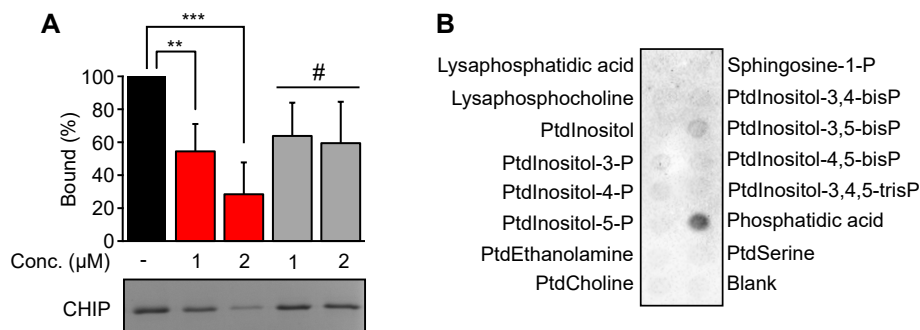 A
***
**
#
Bound (%)
100
80
60
40
20
0
Conc. (µM) - 1 2 1 2
CHIP
B
Lysaphosphatidic acid Sphingosine-1-P
Lysaphosphocholine PtdInositol-3,4-bisP
PtdInositol PtdInositol-3,5-bisP
PtdInositol-3-P PtdInositol-4,5-bisP
PtdInositol-4-P PtdInositol-3,4,5-trisP
PtdInositol-5-P Phosphatidic acid
PtdEthanolamine PtdSerine
PtdCholine Blank